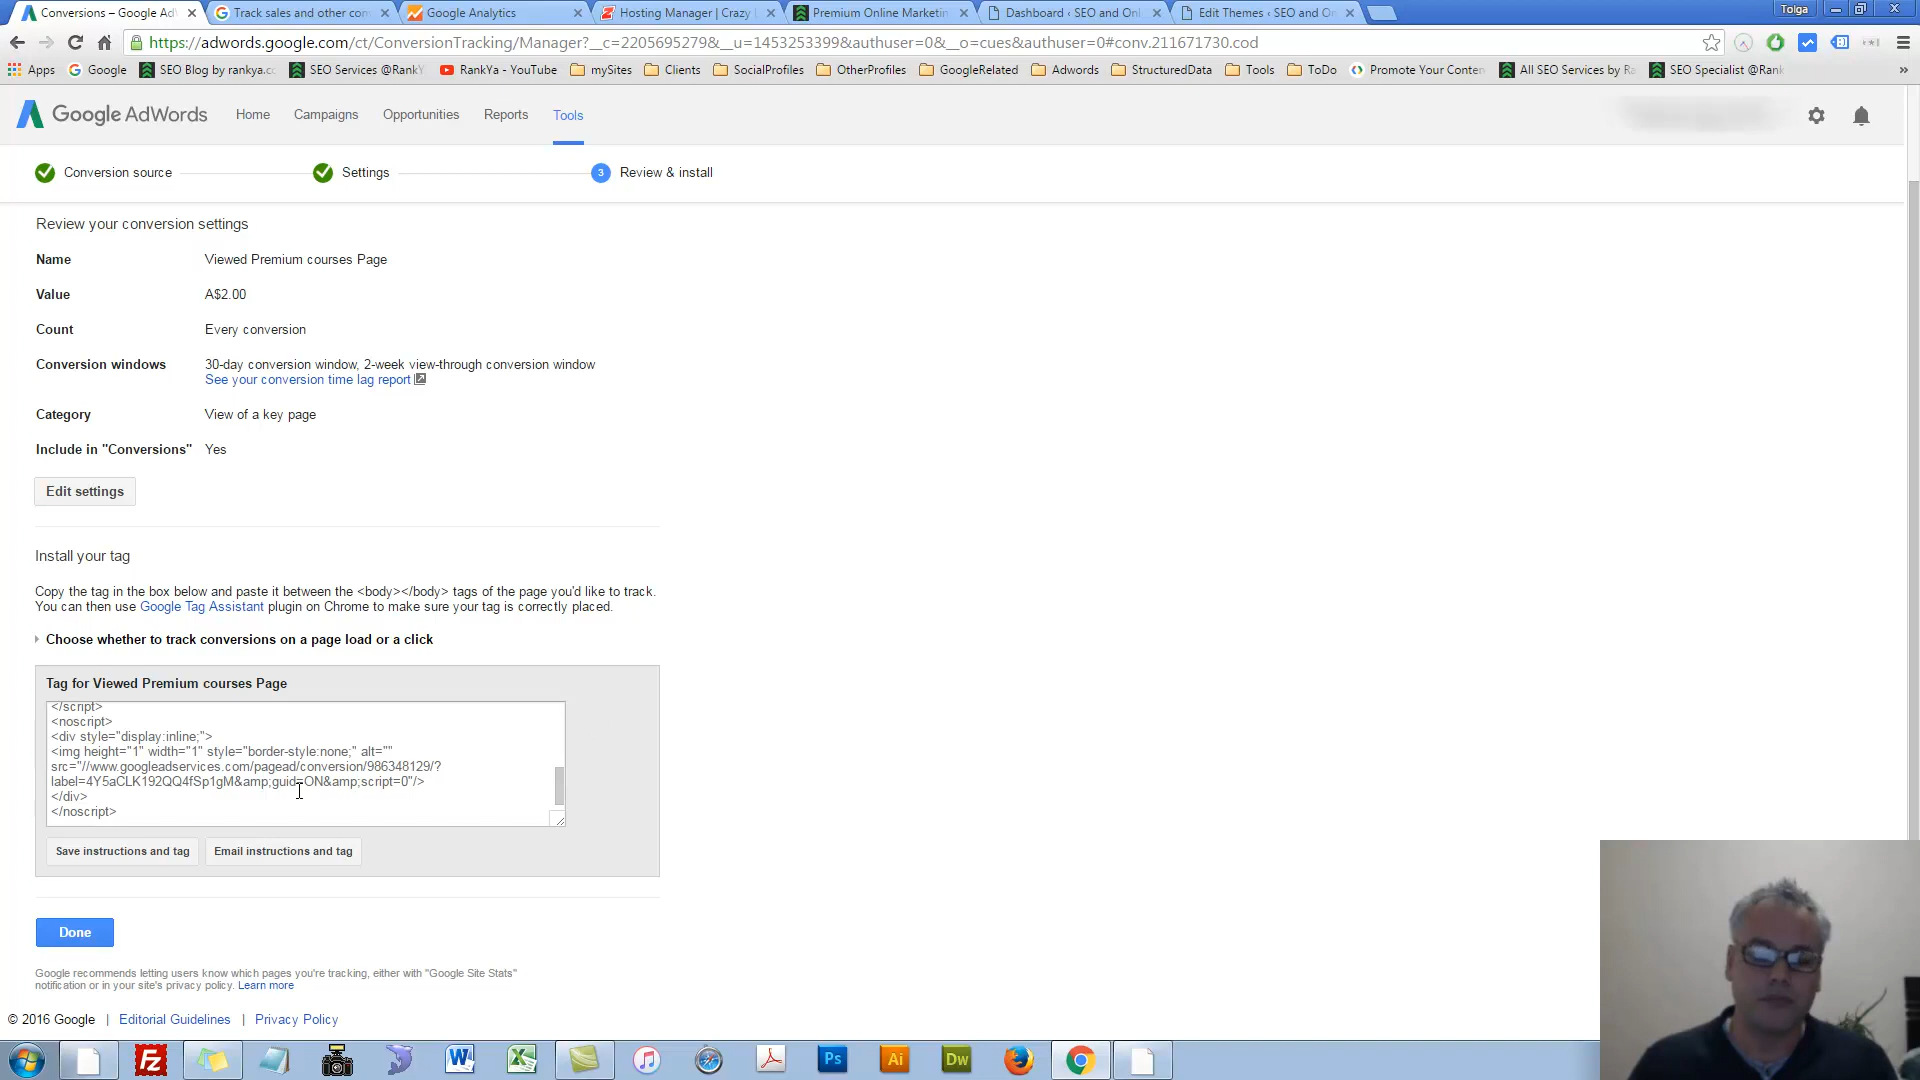 Conversions – Google Ad
Track sales and other con
Google Analytics
Hosting Manager | Crazy
Premium Online Marketin
Dashboard ‹ SEO and Onl
Edit Themes ‹ SEO and On
Tolga
https://adwords.google.com/ct/ConversionTracking/Manager?__c=2205695279&__u=1453253399&authuser=0&__o=cues&authuser=0#conv.211671730.cod
Apps
Google
SEO Blog by rankya.co
SEO Services @RankY
RankYa - YouTube
mySites
Clients
SocialProfiles
OtherProfiles
GoogleRelated
Adwords
StructuredData
Tools
ToDo
Promote Your Conten
All SEO Services by Ra
SEO Specialist @Rank
»
Google AdWords
Home
Campaigns
Opportunities
Reports
Tools
Conversion source
Settings
3 Review & install
Review your conversion settings
Name Viewed Premium courses Page
Value A$2.00
Count Every conversion
Conversion windows 30-day conversion window, 2-week view-through conversion window
See your conversion time lag report
Category View of a key page
Include in "Conversions" Yes
Edit settings
Install your tag
Copy the tag in the box below and paste it between the <body></body> tags of the page you'd like to track.
You can then use Google Tag Assistant plugin on Chrome to make sure your tag is correctly placed.
Choose whether to track conversions on a page load or a click
Tag for Viewed Premium courses Page
</script>
<noscript>
<div style="display:inline;">
<img height="1" width="1" style="border-style:none;" alt=""
src="//www.googleadservices.com/pagead/conversion/986348129/?
label=4Y5aCLK192QQ4fSp1gM&amp;guid=ON&amp;script=0"/>
</div>
</noscript>
Save instructions and tag
Email instructions and tag
Done
Google recommends letting users know which pages you're tracking, either with "Google Site Stats"
notification or in your site's privacy policy. Learn more
© 2016 Google | Editorial Guidelines | Privacy Policy
Fz
W
X
Ps
Ai
Dw